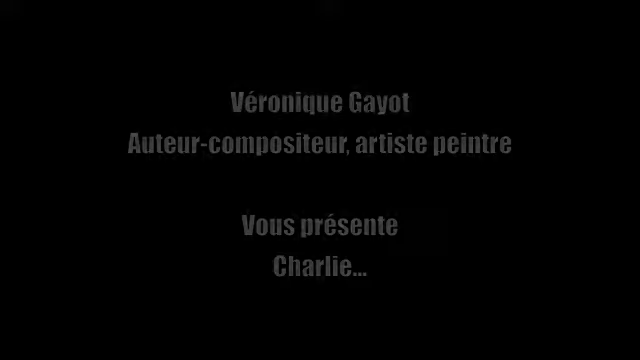 Véronique Gayot
Auteur-compositeur, artiste peintre
Vous présente
Charlie...